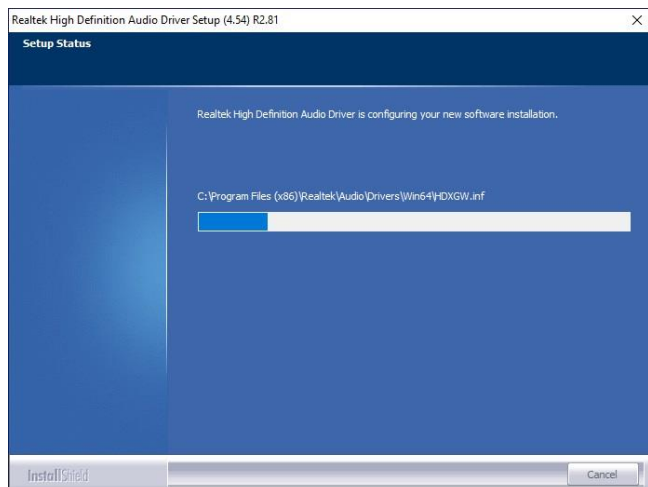 Realtek High Definition Audio Driver Setup (4.54) R2.81
Setup Status
Realtek High Definition Audio Driver is configuring your new software installation.
C:\Program Files (x86)\Realtek\Audio\Drivers\Win64\HDXGW.inf
InstallShield
Cancel